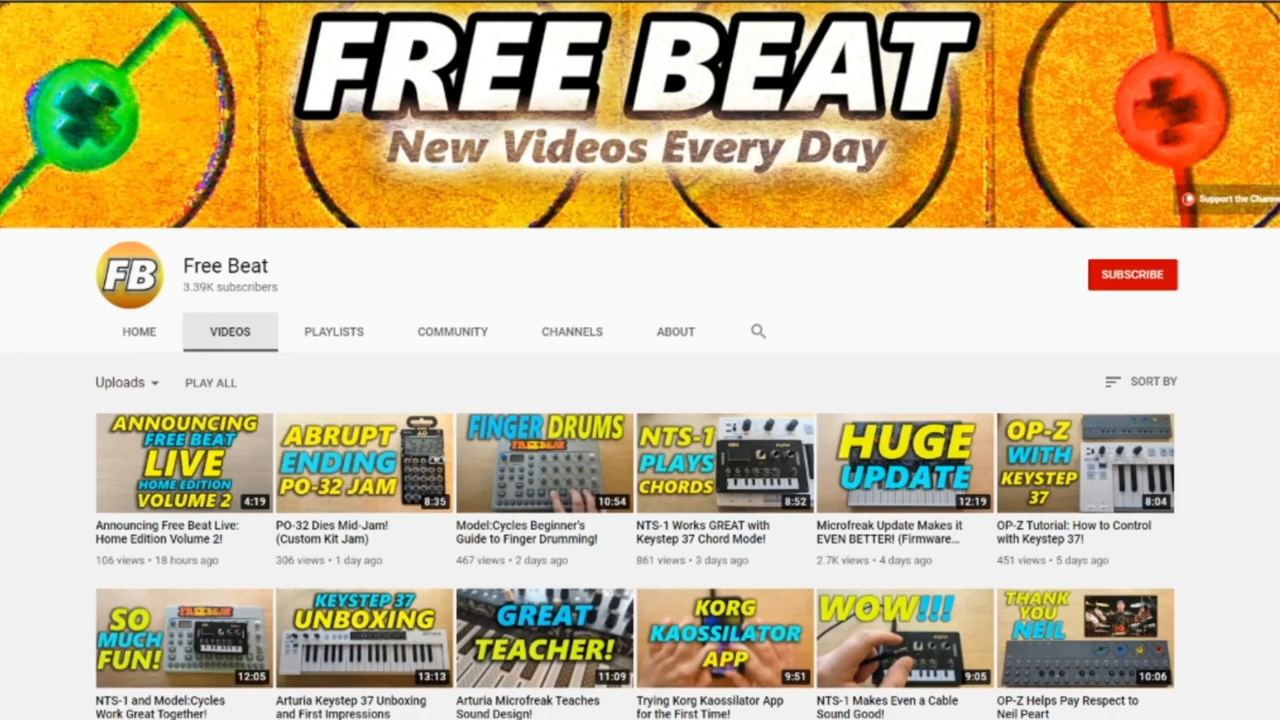 FREE BEAT
New Videos Every Day
Support the Channe
FB
Free Beat
3.39K subscribers
SUBSCRIBE
HOME
VIDEOS
PLAYLISTS
COMMUNITY
CHANNELS
ABOUT
Uploads
PLAY ALL
SORT BY
ANNOUNCING
FREE BEAT
LIVE
HOME EDITION
VOLUME 2
4:19
Announcing Free Beat Live:
Home Edition Volume 2!
106 views • 18 hours ago
ABRUPT
ENDING
PO-32 JAM
8:35
PO-32 Dies Mid-Jam!
(Custom Kit Jam)
306 views • 1 day ago
FINGER DRUMS
FREE BEAT
10:54
Model:Cycles Beginner's
Guide to Finger Drumming!
467 views • 2 days ago
NTS-1
PLAYS
CHORDS
8:52
NTS-1 Works GREAT with
Keystep 37 Chord Mode!
861 views • 3 days ago
HUGE
UPDATE
12:19
Microfreak Update Makes it
EVEN BETTER! (Firmware...
2.7K views • 4 days ago
OP-Z
WITH
KEYSTEP
37
8:04
OP-Z Tutorial: How to Control
with Keystep 37!
451 views • 5 days ago
SO
MUCH
FUN!
FREE BEAT
12:05
NTS-1 and Model:Cycles
Work Great Together!
KEYSTEP 37
UNBOXING
13:13
Arturia Keystep 37 Unboxing
and First Impressions
GREAT
TEACHER!
11:09
Arturia Microfreak Teaches
Sound Design!
KORG
KAOSSILATOR
APP
9:51
Trying Korg Kaossilator App
for the First Time!
WOW!!!
9:05
NTS-1 Makes Even a Cable
Sound Good!
THANK
YOU
NEIL
10:06
OP-Z Helps Pay Respect to
Neil Peart